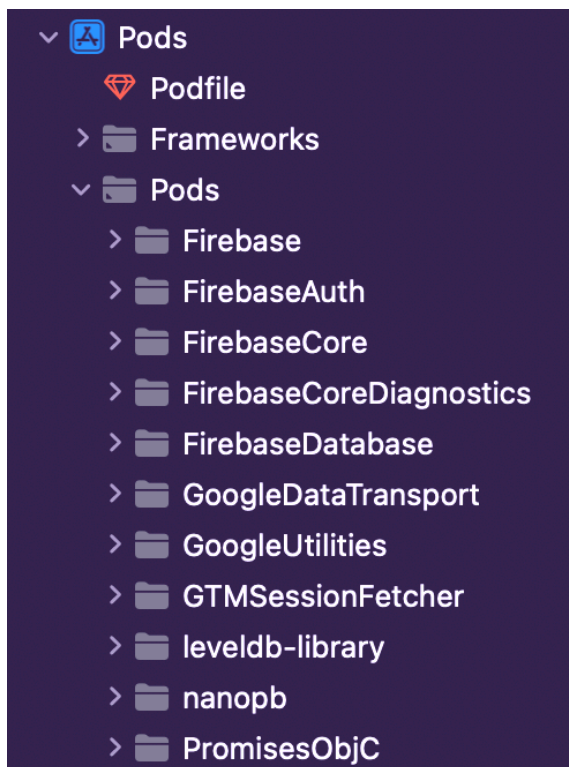 Pods
Podfile
Frameworks
Pods
Firebase
FirebaseAuth
FirebaseCore
FirebaseCoreDiagnostics
FirebaseDatabase
GoogleDataTransport
GoogleUtilities
GTMSessionFetcher
leveldb-library
nanopb
PromisesObjC